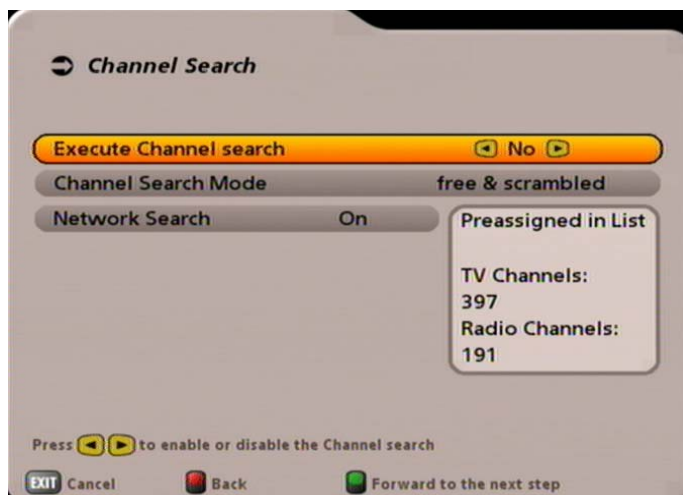 Channel Search
Execute Channel search No
Channel Search Mode free & scrambled
Network Search On
Preassigned in List
TV Channels:
397
Radio Channels:
191
Press to enable or disable the Channel search
EXIT Cancel Back Forward to the next step